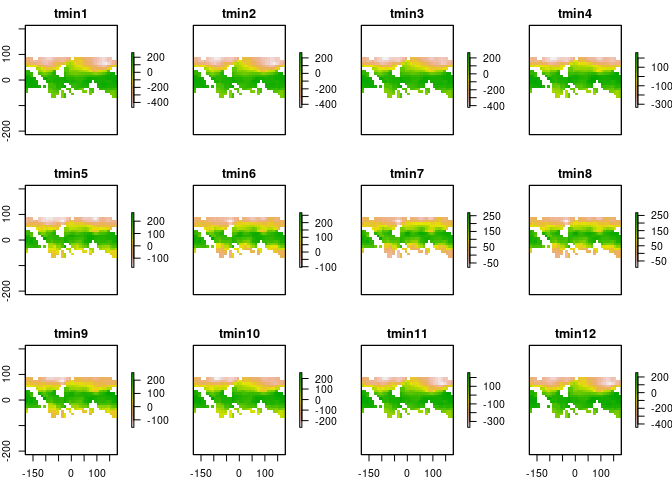 tmin1 tmin2 tmin3 tmin4
100 200 200 200 100
0 0 0 0 0
-200 -200 -200 -100
-200 -400 -400 -400 -300
tmin5 tmin6 tmin7 tmin8
100 200 200 250 250
0 100 100 150 150
0 0 50 50
-200 -100 -100 -50 -50
tmin9 tmin10 tmin11 tmin12
100 200 200 100 200
0 100 100 0 0
0 0 -100 -200
-200 -100 -200 -300 -400
-150 0 100 -150 0 100 -150 0 100 -150 0 100